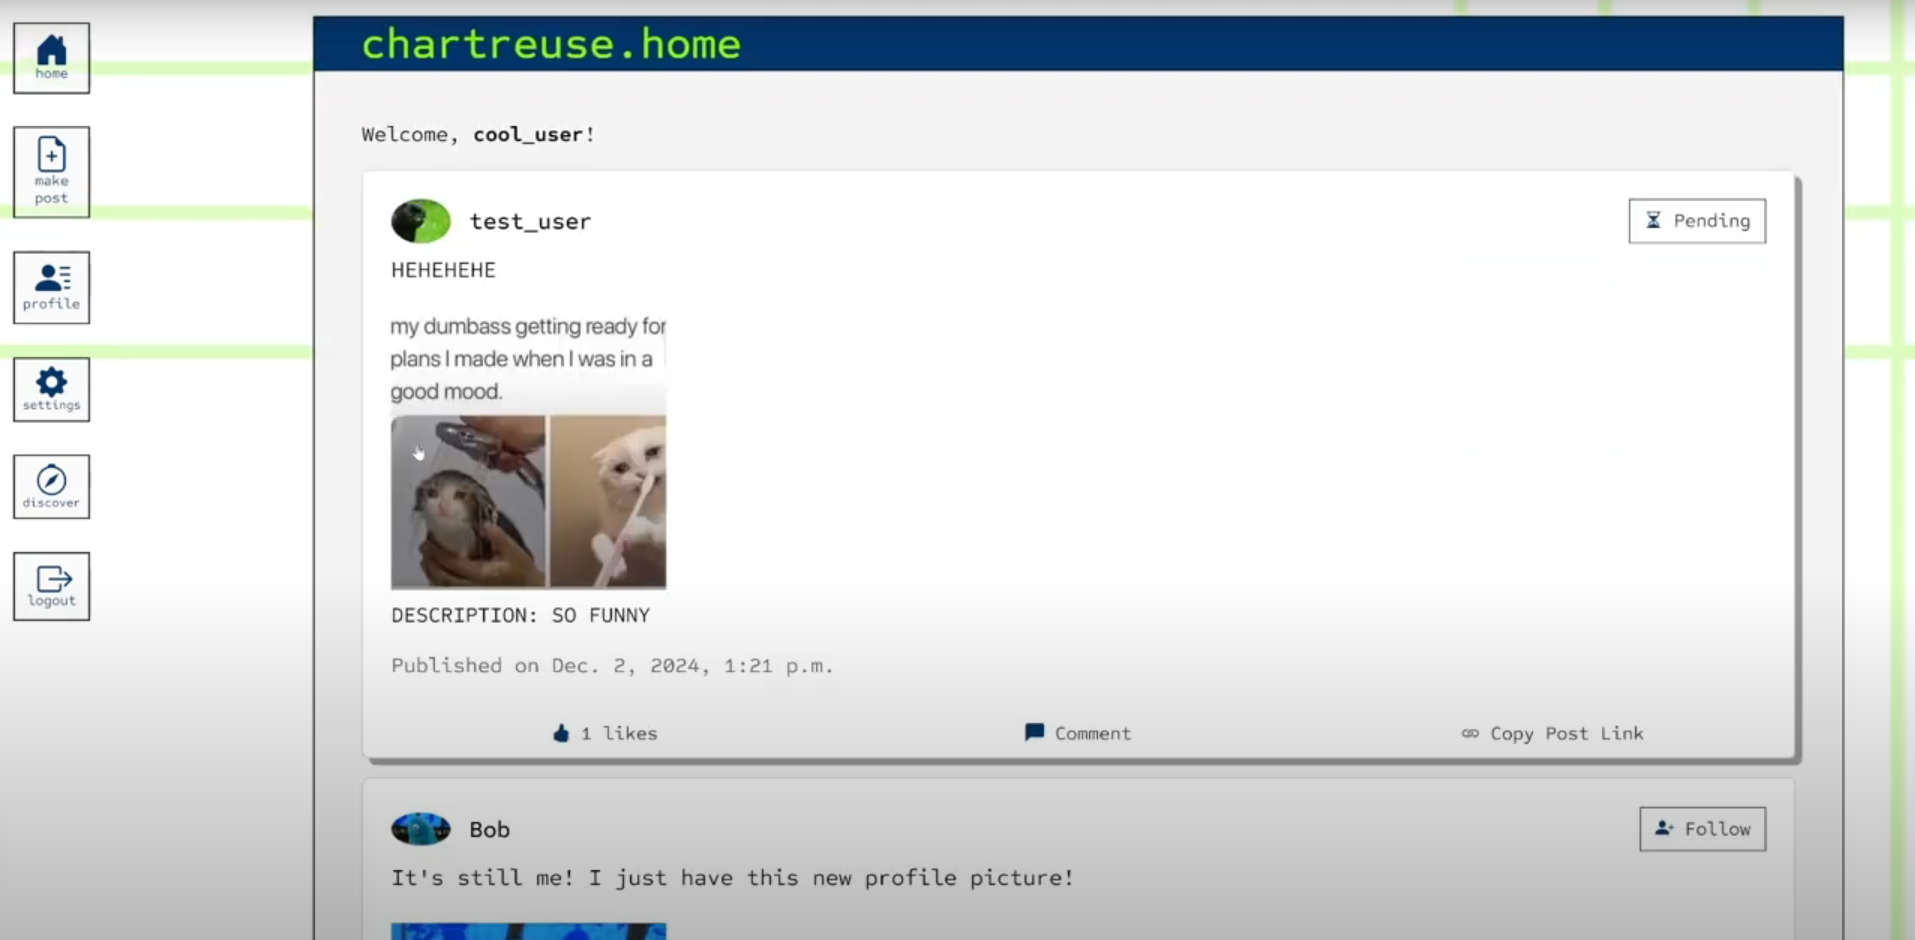 chartreuse.home
home
make
post
profile
settings
discover
logout
Welcome, cool_user!
test_user
Pending
HEHEHEHE
my dumbass getting ready for
plans I made when I was in a
good mood.
DESCRIPTION: SO FUNNY
Published on Dec. 2, 2024, 1:21 p.m.
1 likes
Comment
Copy Post Link
Bob
Follow
It's still me! I just have this new profile picture!